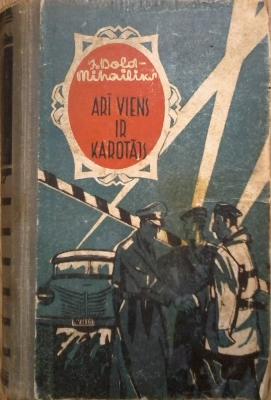 J. Dold-
Mihailiks
ARĪ VIENS
IR
KAROTĀJS